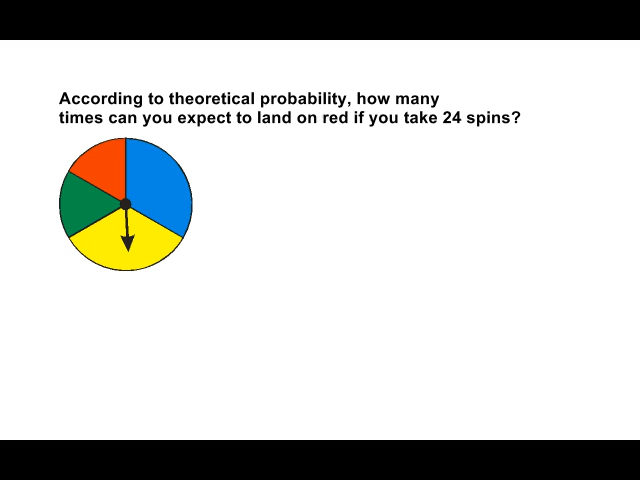 According to theoretical probability, how many
times can you expect to land on red if you take 24 spins?